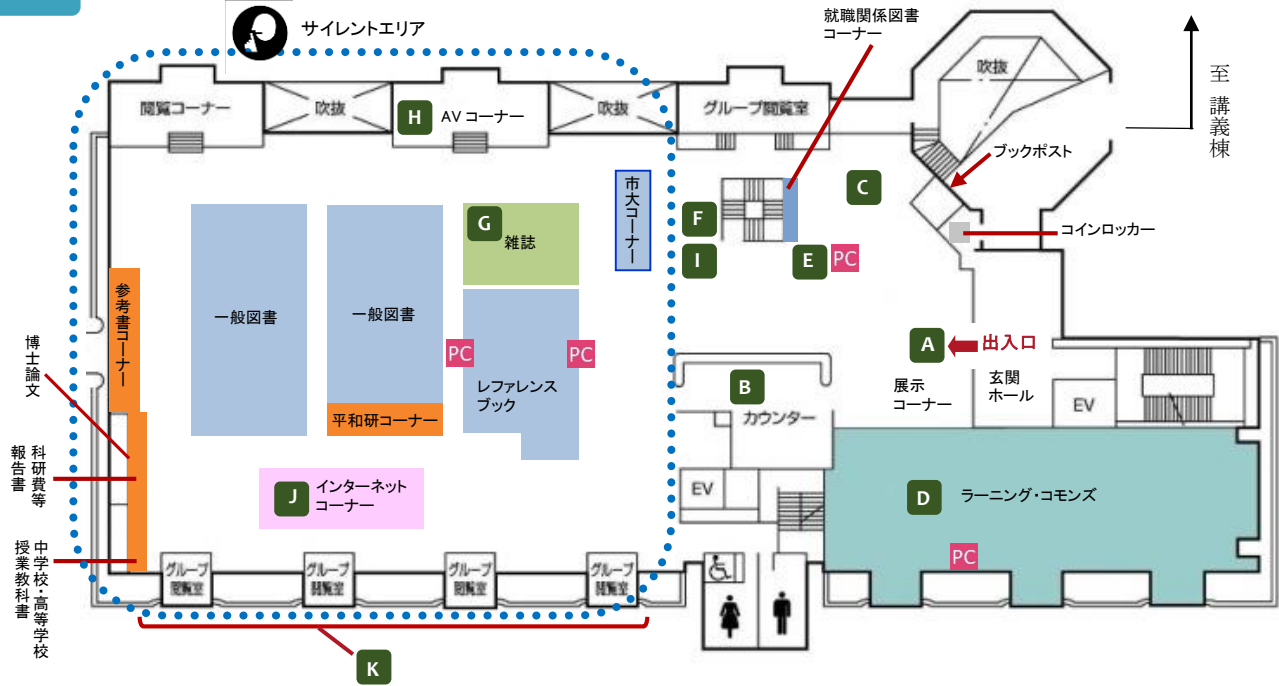 サイレントエリア
就職関係図書
コーナー
至 講義棟
閲覧コーナー
吹抜
H
AVコーナー
吹抜
グループ閲覧室
吹抜
ブックポスト
コインロッカー
市大コーナー
C
F
I
E
PC
G
雑誌
一般図書
一般図書
参考書コーナー
PC
PC
レファレンス
ブック
平和研コーナー
博士論文
科研費等
報告書
中学校・高等学校
授業教科書
A
出入口
展示
コーナー
玄関
ホール
EV
B
カウンター
EV
D
ラーニング・コモンズ
PC
J
インターネット
コーナー
グループ
閲覧室
グループ
閲覧室
グループ
閲覧室
グループ
閲覧室
K